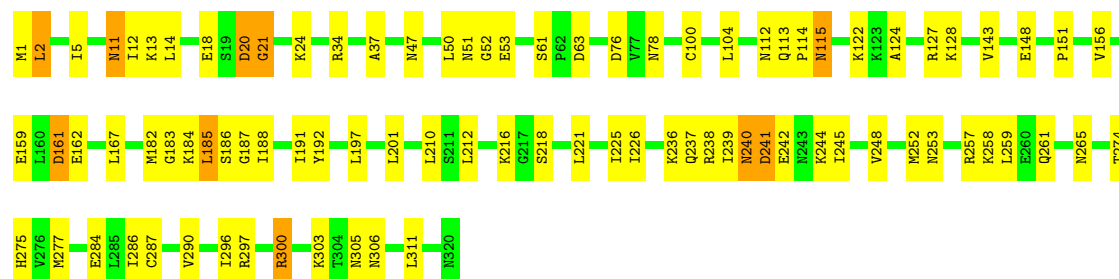 M1 L2 I5 N11 I12 K13 L14 E18 S19 D20 G21 K24 R34 A37 N47 L50 N51 G52 E53 S61 P62 D63 D76 V77 N78 C100 L104 N112 Q113 P114 N115 K122 K123 A124 R127 K128 V143 E148 P151 V156
E159 L160 D161 E162 L167 M182 G183 K184 L185 S186 G187 I188 I191 Y192 L197 L201 L210 S211 L212 K216 G217 S218 L221 I225 I226 K236 Q237 R238 I239 N240 D241 E242 N243 K244 I245 V248 M252 N253 R257 K258 L259 E260 Q261 N265 T274
H275 V276 M277 E284 L285 I286 C287 V290 I296 R297 R300 K303 T304 N305 N306 L311 N320